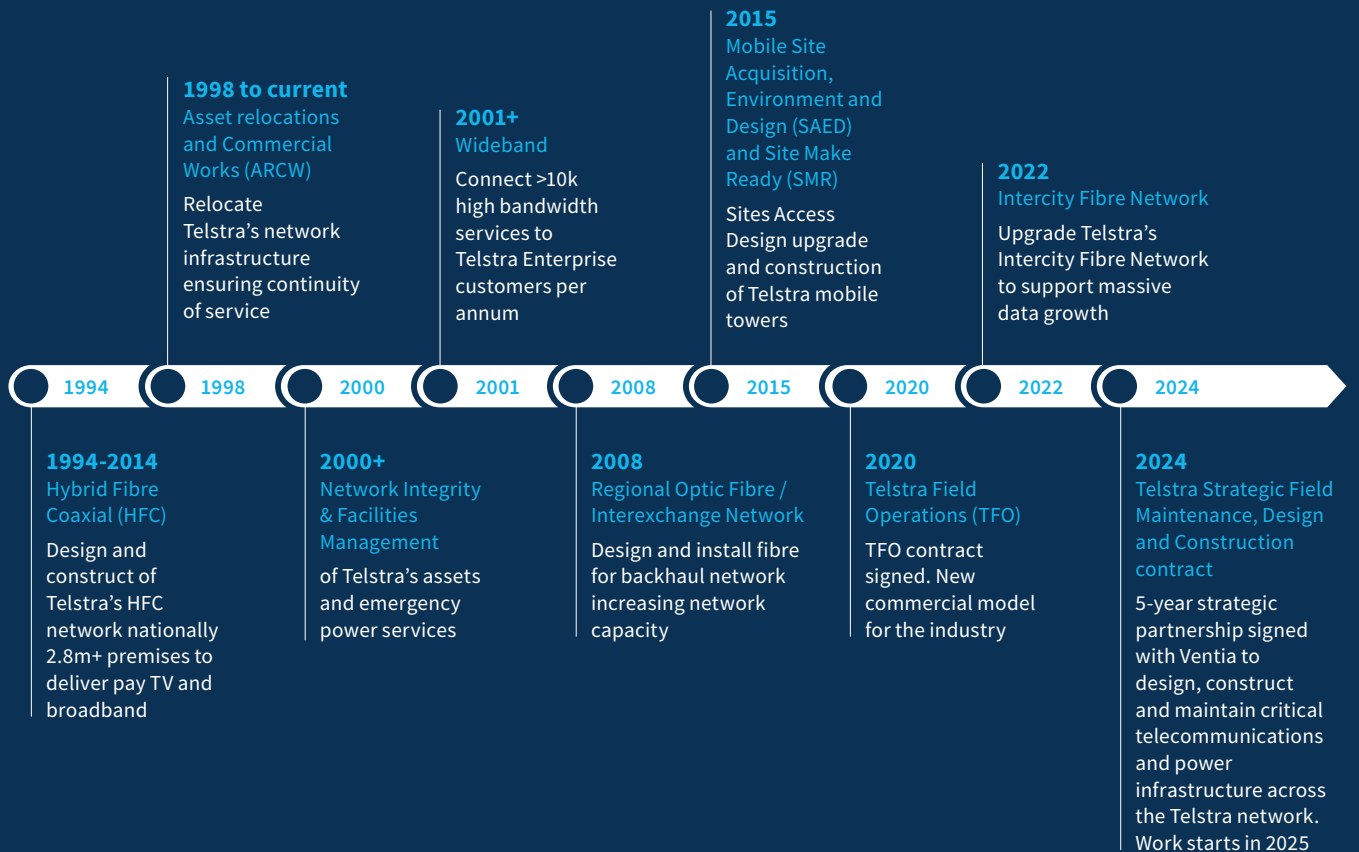 1998 to current
Asset relocations
and Commercial
Works (ARCW)
Relocate
Telstra’s network
infrastructure
ensuring continuity
of service
2001+
Wideband
Connect >10k
high bandwidth
services to
Telstra Enterprise
customers per
annum
2015
Mobile Site
Acquisition,
Environment and
Design (SAED)
and Site Make
Ready (SMR)
Sites Access
Design upgrade
and construction
of Telstra mobile
towers
2022
Intercity Fibre Network
Upgrade Telstra’s
Intercity Fibre Network
to support massive
data growth
1994
1998
2000
2001
2008
2015
2020
2022
2024
1994-2014
Hybrid Fibre
Coaxial (HFC)
Design and
construct of
Telstra’s HFC
network nationally
2.8m+ premises to
deliver pay TV and
broadband
2000+
Network Integrity
& Facilities
Management
of Telstra’s assets
and emergency
power services
2008
Regional Optic Fibre /
Interexchange Network
Design and install fibre
for backhaul network
increasing network
capacity
2020
Telstra Field
Operations (TFO)
TFO contract
signed. New
commercial model
for the industry
2024
Telstra Strategic Field
Maintenance, Design
and Construction
contract
5-year strategic
partnership signed
with Ventia to
design, construct
and maintain critical
telecommunications
and power
infrastructure across
the Telstra network.
Work starts in 2025